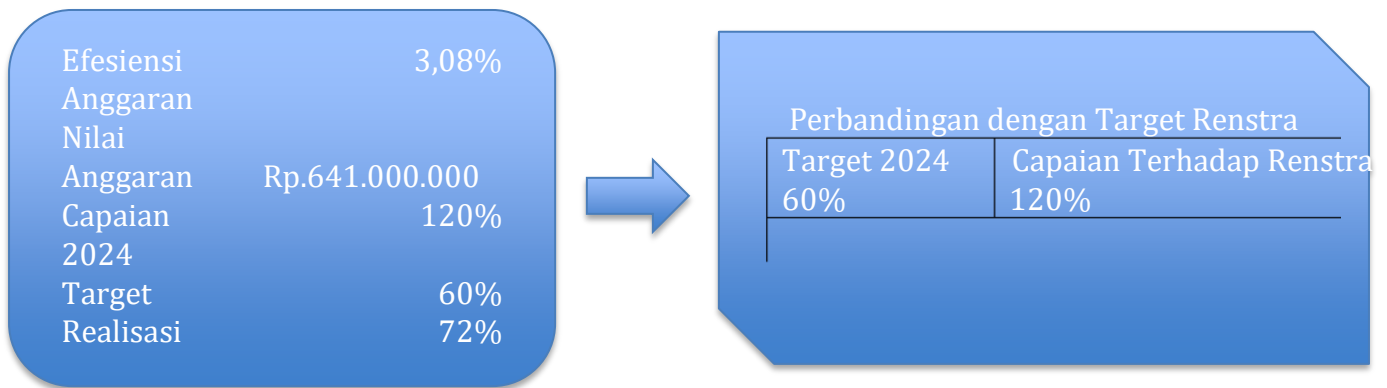 Efesiensi 3,08%
Anggaran
Nilai
Anggaran Rp.641.000.000
Capaian 120%
2024
Target 60%
Realisasi 72%
Perbandingan dengan Target Renstra
Target 2024 Capaian Terhadap Renstra
60% 120%